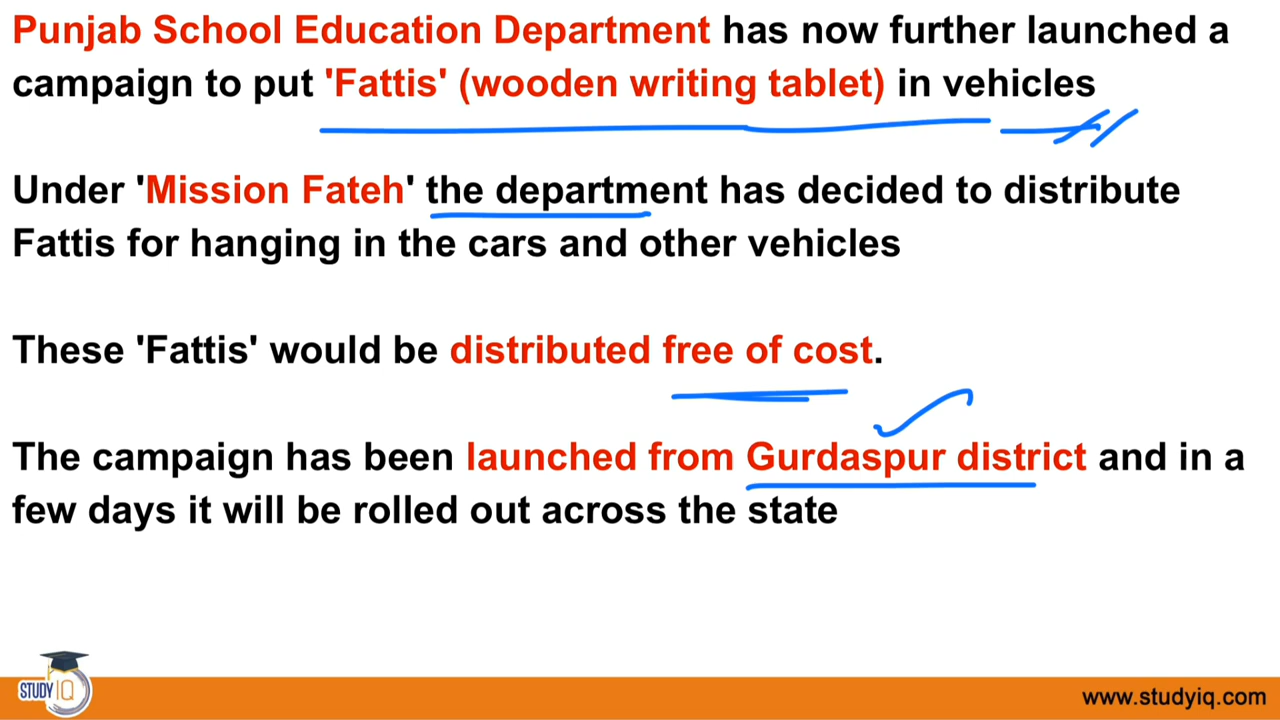 Punjab School Education Department has now further launched a
campaign to put 'Fattis' (wooden writing tablet) in vehicles
Under 'Mission Fateh' the department has decided to distribute
Fattis for hanging in the cars and other vehicles
These 'Fattis' would be distributed free of cost.
The campaign has been launched from Gurdaspur district and in a
few days it will be rolled out across the state
STUDY IQ
www.studyiq.com